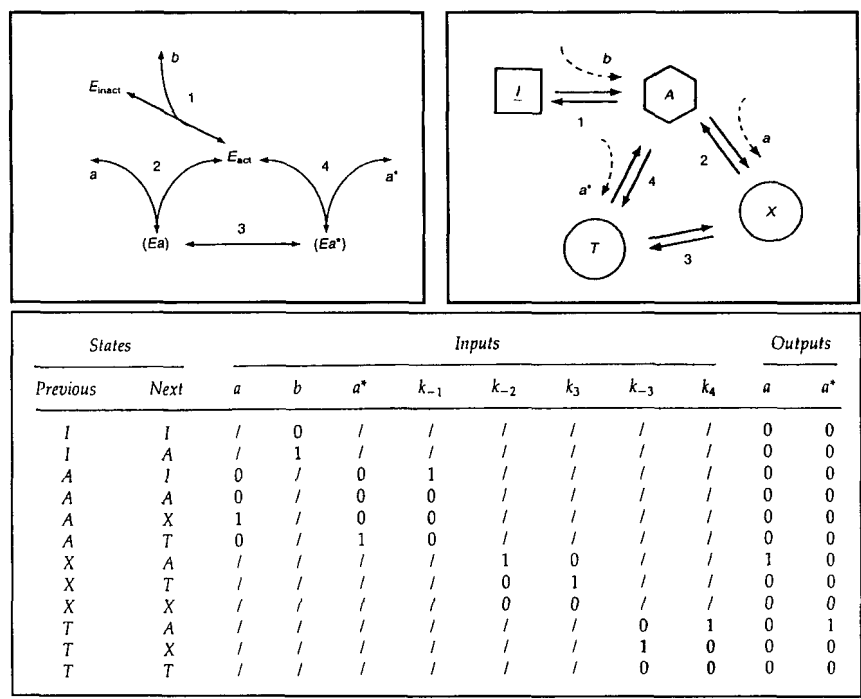 b
E_inact
1
E_act
a 2 4 a*
3
(Ea) (Ea*)
b
I A
1
a
a* 4 2
X
T
3
States Inputs Outputs
Previous Next a b a* k_{-1} k_{-2} k_3 k_{-3} k_4 a a*
I I / 0 / / / / / / 0 0
I A / 1 / / / / / / 0 0
A I 0 / 0 1 / / / / 0 0
A A 0 / 0 0 / / / / 0 0
A X 1 / 0 0 / / / / 0 0
A T 0 / 1 0 / / / / 0 0
X A / / / / 1 0 / / 1 0
X T / / / / 0 1 / / 0 0
X X / / / / 0 0 / / 0 0
T A / / / / / / 0 1 0 1
T X / / / / / / 1 0 0 0
T T / / / / / / 0 0 0 0